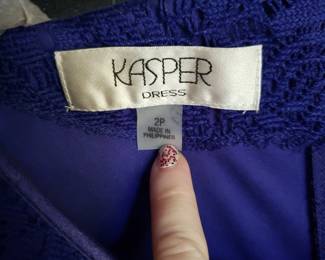 KASPER
DRESS
2P
MADE IN
PHILIPPINES